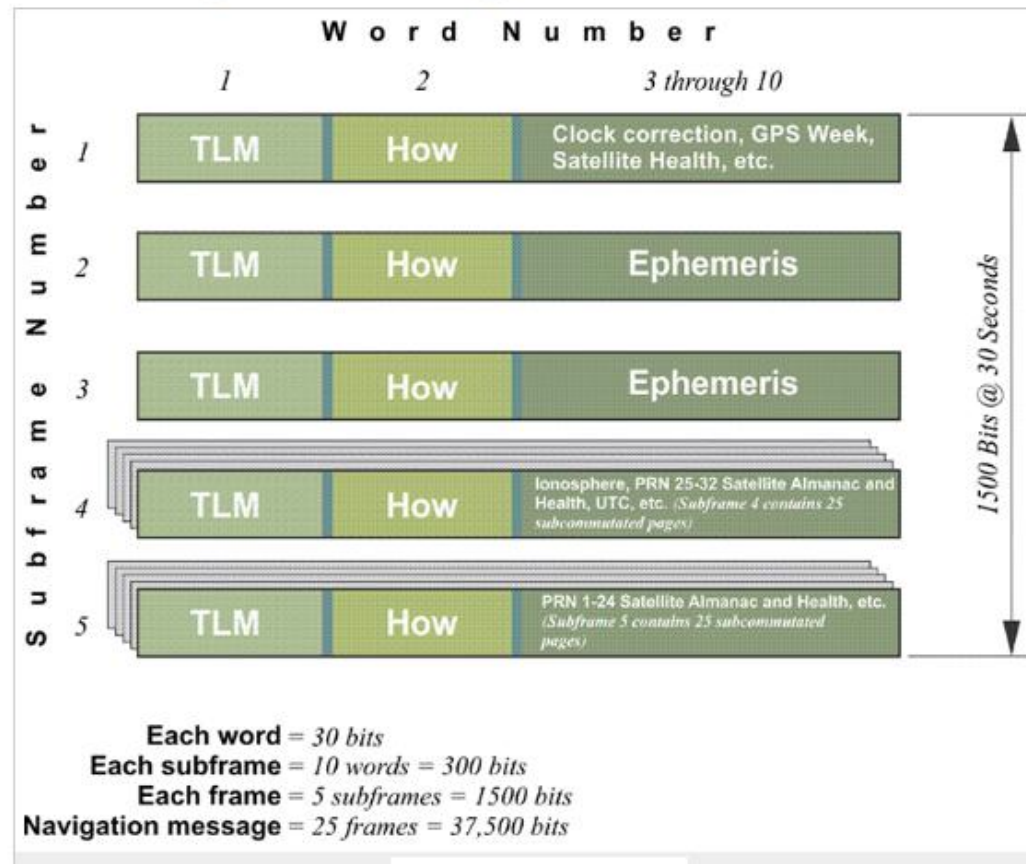 Word Number
1 2 3 through 10
Subframe Number
1 TLM How Clock correction, GPS Week,
Satellite Health, etc.
2 TLM How Ephemeris
3 TLM How Ephemeris
4 TLM How Ionosphere, PRN 25-32 Satellite Almanac and
Health, UTC, etc. (Subframe 4 contains 25
subcommutated pages)
5 TLM How PRN 1-24 Satellite Almanac and Health, etc.
(Subframe 5 contains 25 subcommutated
pages)
1500 Bits @ 30 Seconds
Each word = 30 bits
Each subframe = 10 words = 300 bits
Each frame = 5 subframes = 1500 bits
Navigation message = 25 frames = 37,500 bits